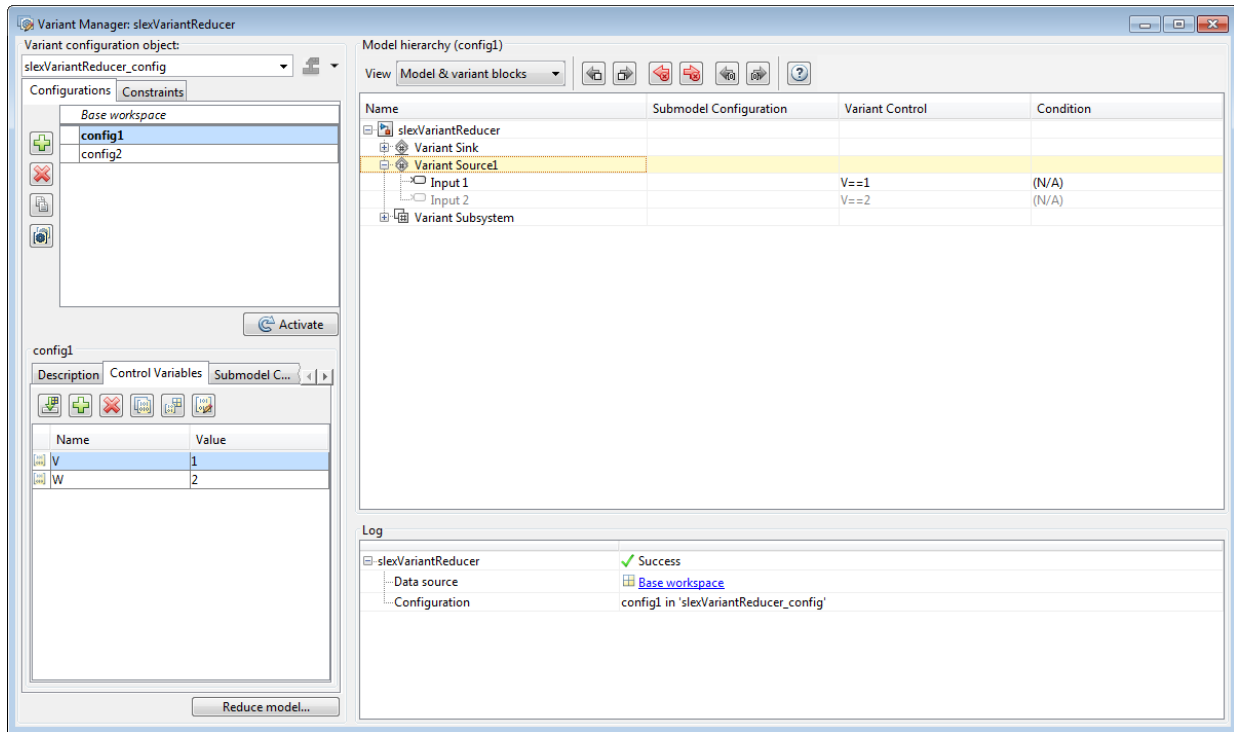 Variant Manager: slexVariantReducer
Variant configuration object:
slexVariantReducer_config
Configurations Constraints
Base workspace
config1
config2
Activate
config1
Description Control Variables Submodel C...
Name Value
V 1
W 2
Reduce model...
Model hierarchy (config1)
View Model & variant blocks
Name Submodel Configuration Variant Control Condition
slexVariantReducer
Variant Sink
Variant Source1
Input 1 V==1 (N/A)
Input 2 V==2 (N/A)
Variant Subsystem
Log
slexVariantReducer Success
Data source Base workspace
Configuration config1 in 'slexVariantReducer_config'